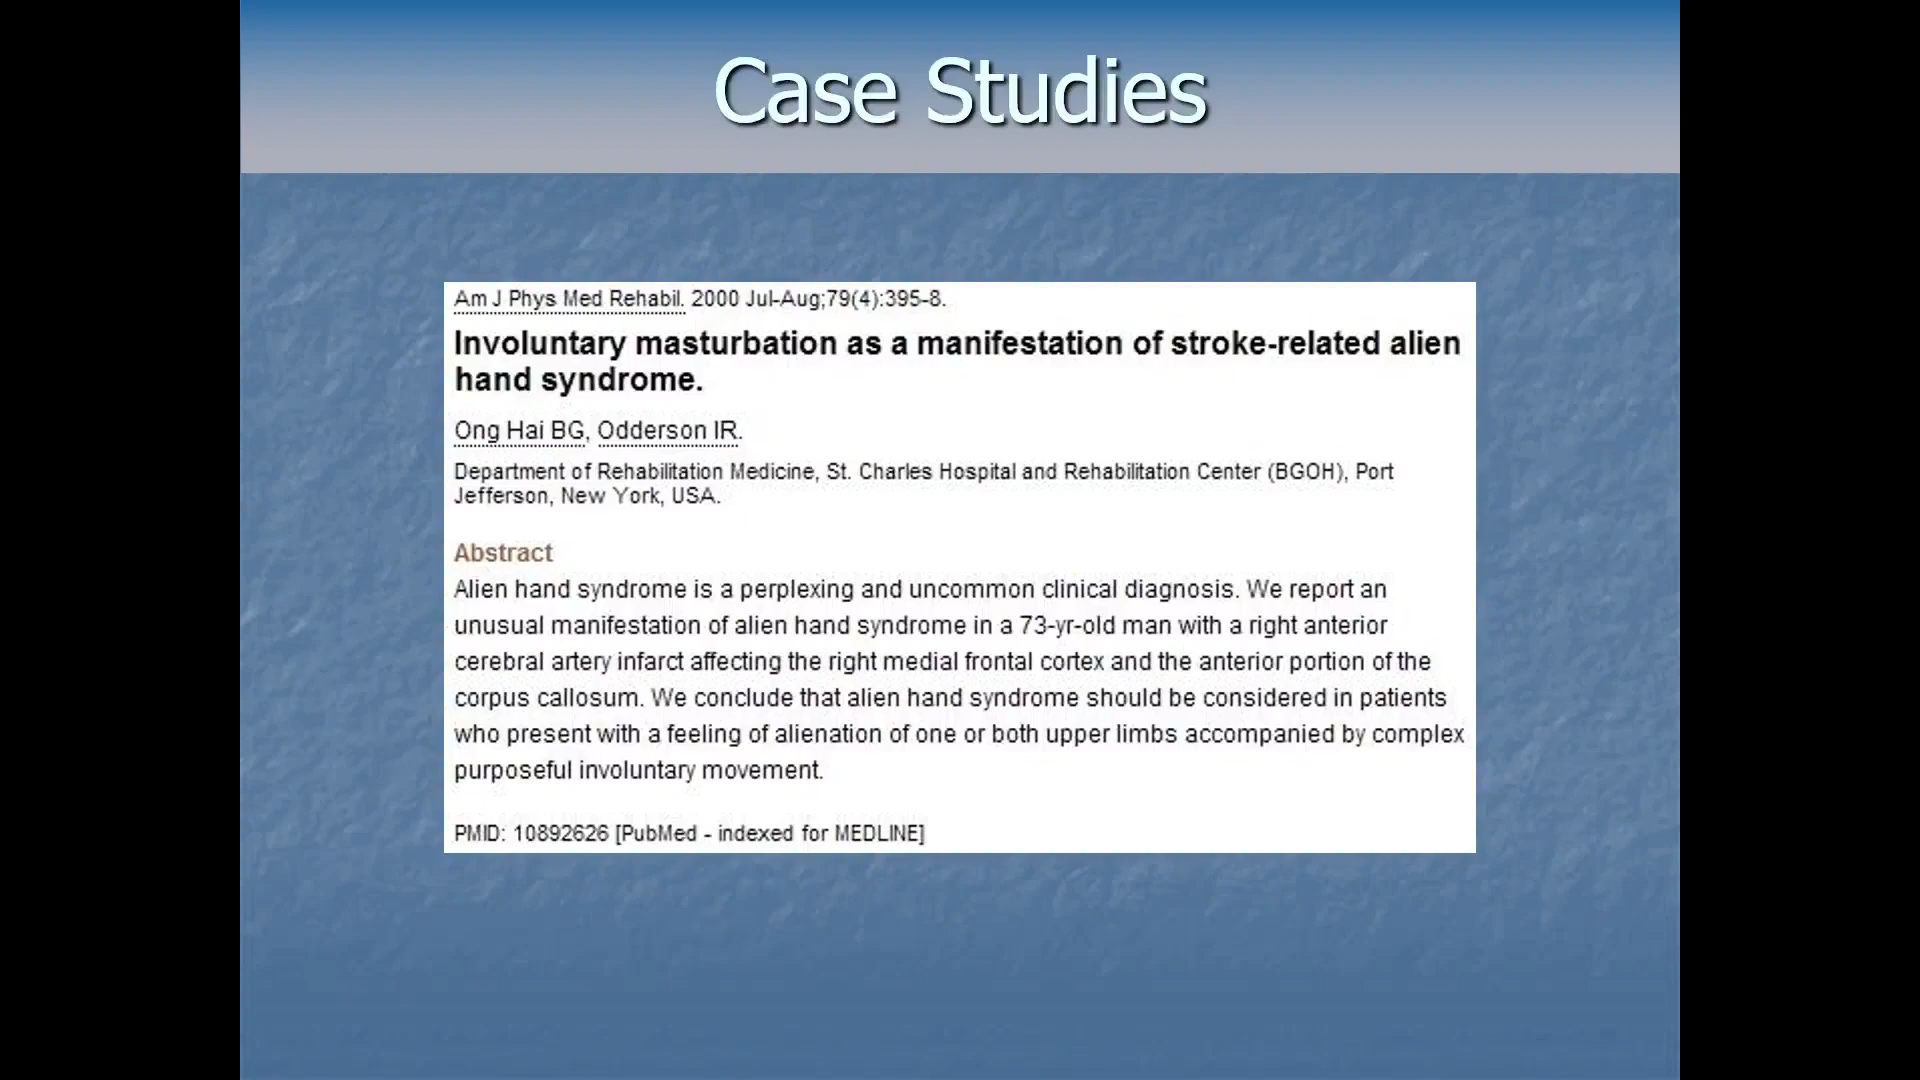 Case Studies
Am J Phys Med Rehabil. 2000 Jul-Aug;79(4):395-8.
Involuntary masturbation as a manifestation of stroke-related alien
hand syndrome.
Ong Hai BG, Odderson IR.
Department of Rehabilitation Medicine, St. Charles Hospital and Rehabilitation Center (BGOH), Port
Jefferson, New York, USA.
Abstract
Alien hand syndrome is a perplexing and uncommon clinical diagnosis. We report an
unusual manifestation of alien hand syndrome in a 73-yr-old man with a right anterior
cerebral artery infarct affecting the right medial frontal cortex and the anterior portion of the
corpus callosum. We conclude that alien hand syndrome should be considered in patients
who present with a feeling of alienation of one or both upper limbs accompanied by complex
purposeful involuntary movement.
PMID: 10892626 [PubMed - indexed for MEDLINE]